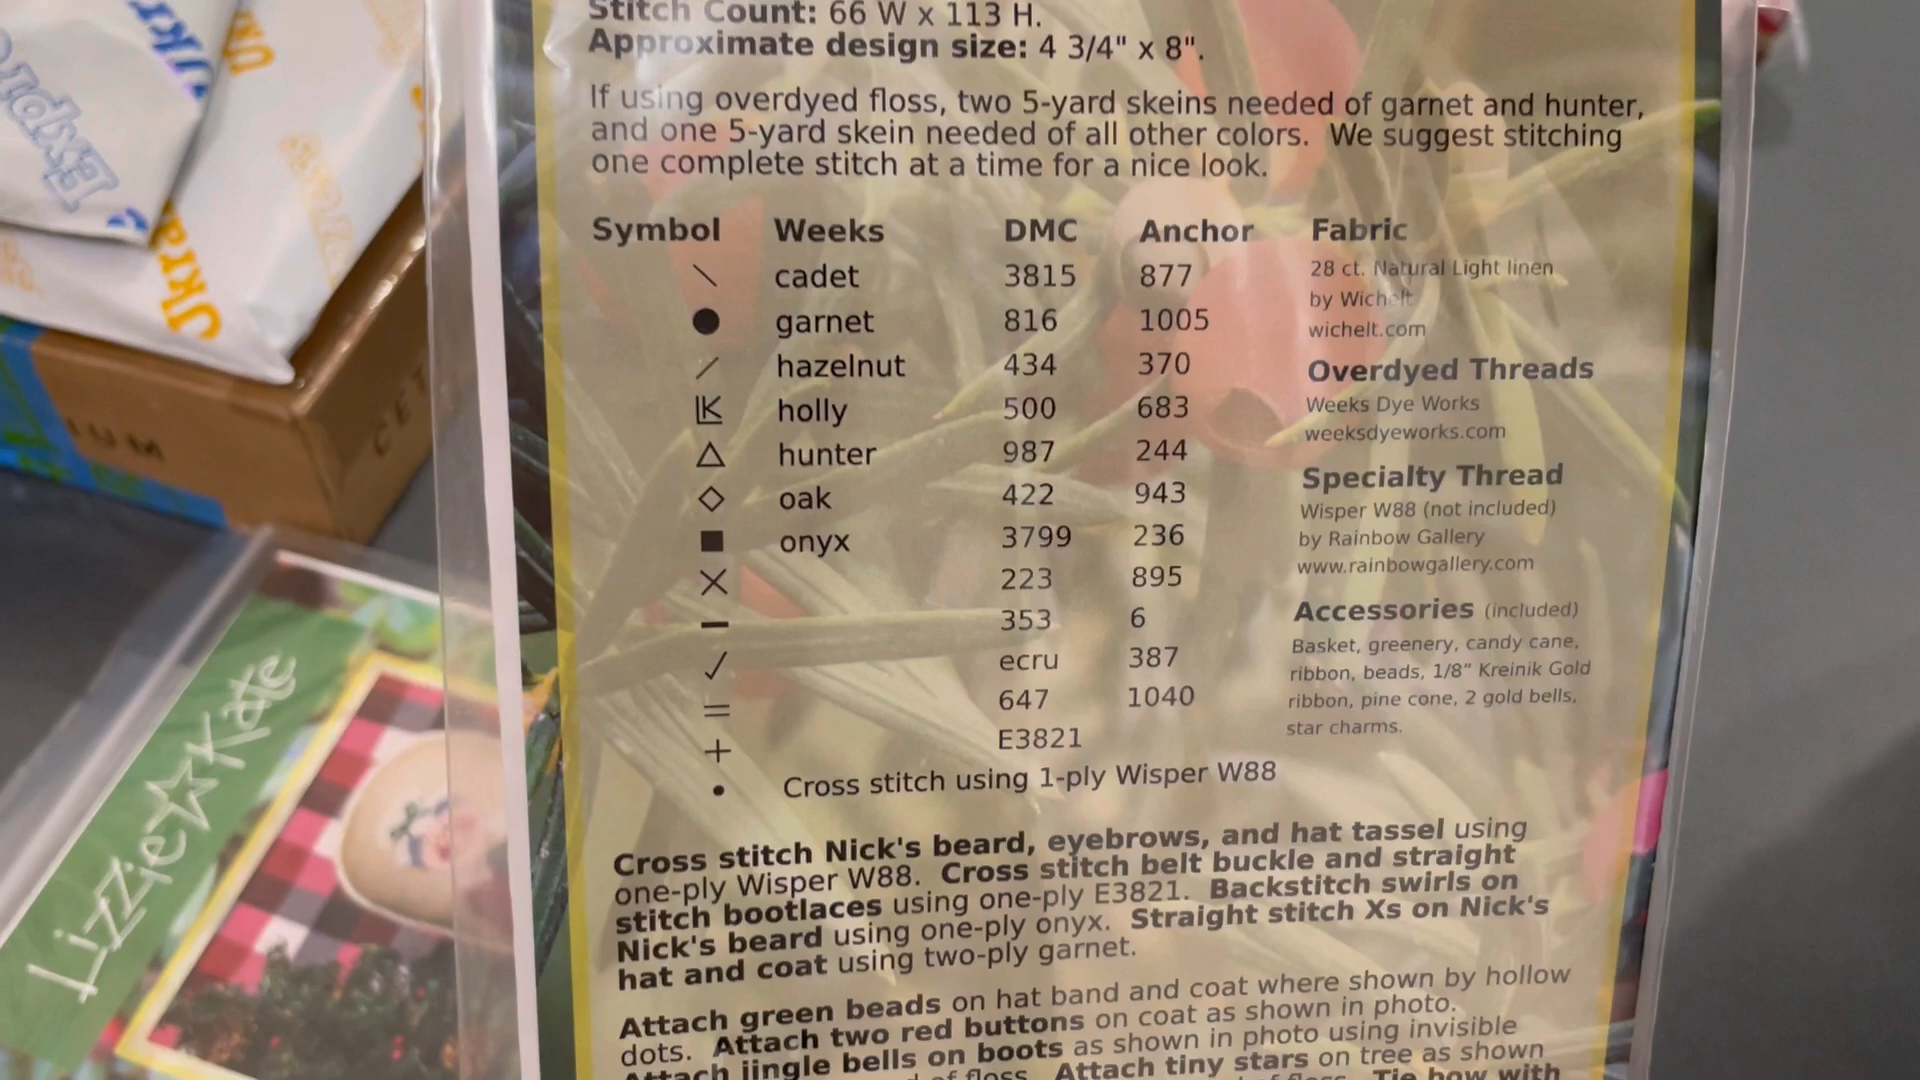 Stitch Count: 66 W x 113 H.
Approximate design size: 4 3/4" x 8".
If using overdyed floss, two 5-yard skeins needed of garnet and hunter,
and one 5-yard skein needed of all other colors. We suggest stitching
one complete stitch at a time for a nice look.
Symbol Weeks DMC Anchor
\ cadet 3815 877
● garnet 816 1005
/ hazelnut 434 370
holly 500 683
△ hunter 987 244
◇ oak 422 943
■ onyx 3799 236
X 223 895
− 353 6
✓ ecru 387
= 647 1040
+ E3821
• Cross stitch using 1-ply Wisper W88
Fabric
28 ct. Natural Light linen
by Wichelt
wichelt.com
Overdyed Threads
Weeks Dye Works
weeksdyeworks.com
Specialty Thread
Wisper W88 (not included)
by Rainbow Gallery
www.rainbowgallery.com
Accessories (included)
Basket, greenery, candy cane,
ribbon, beads, 1/8" Kreinik Gold
ribbon, pine cone, 2 gold bells,
star charms.
Cross stitch Nick's beard, eyebrows, and hat tassel using
one-ply Wisper W88. Cross stitch belt buckle and straight
stitch bootlaces using one-ply E3821. Backstitch swirls on
Nick's beard using one-ply onyx. Straight stitch Xs on Nick's
hat and coat using two-ply garnet.
Attach green beads on hat band and coat where shown by hollow
dots. Attach two red buttons on coat as shown in photo.
Attach jingle bells on boots as shown in photo using invisible
of floss. Attach tiny stars on tree as shown
Tie bow with
Lizzie☆Kate